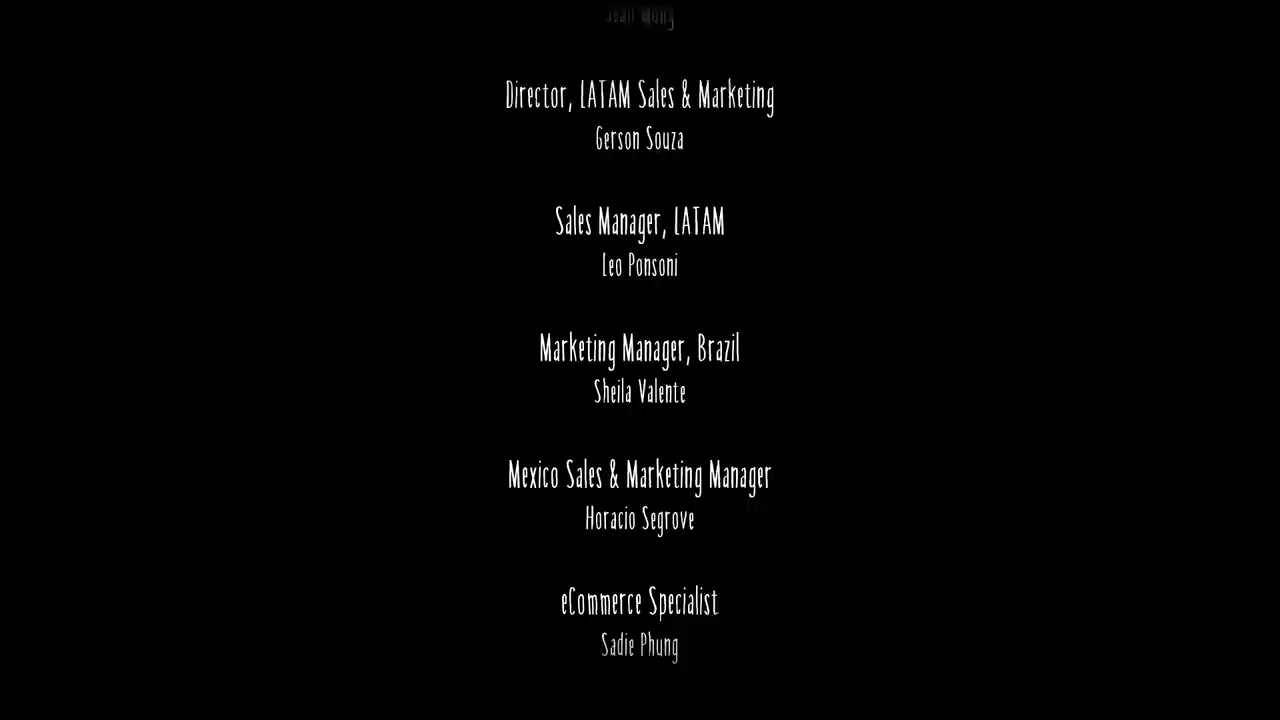 Director, LATAM Sales & Marketing
Gerson Souza
Sales Manager, LATAM
Leo Ponsoni
Marketing Manager, Brazil
Sheila Valente
Mexico Sales & Marketing Manager
Horacio Segrove
eCommerce Specialist
Sadie Phung